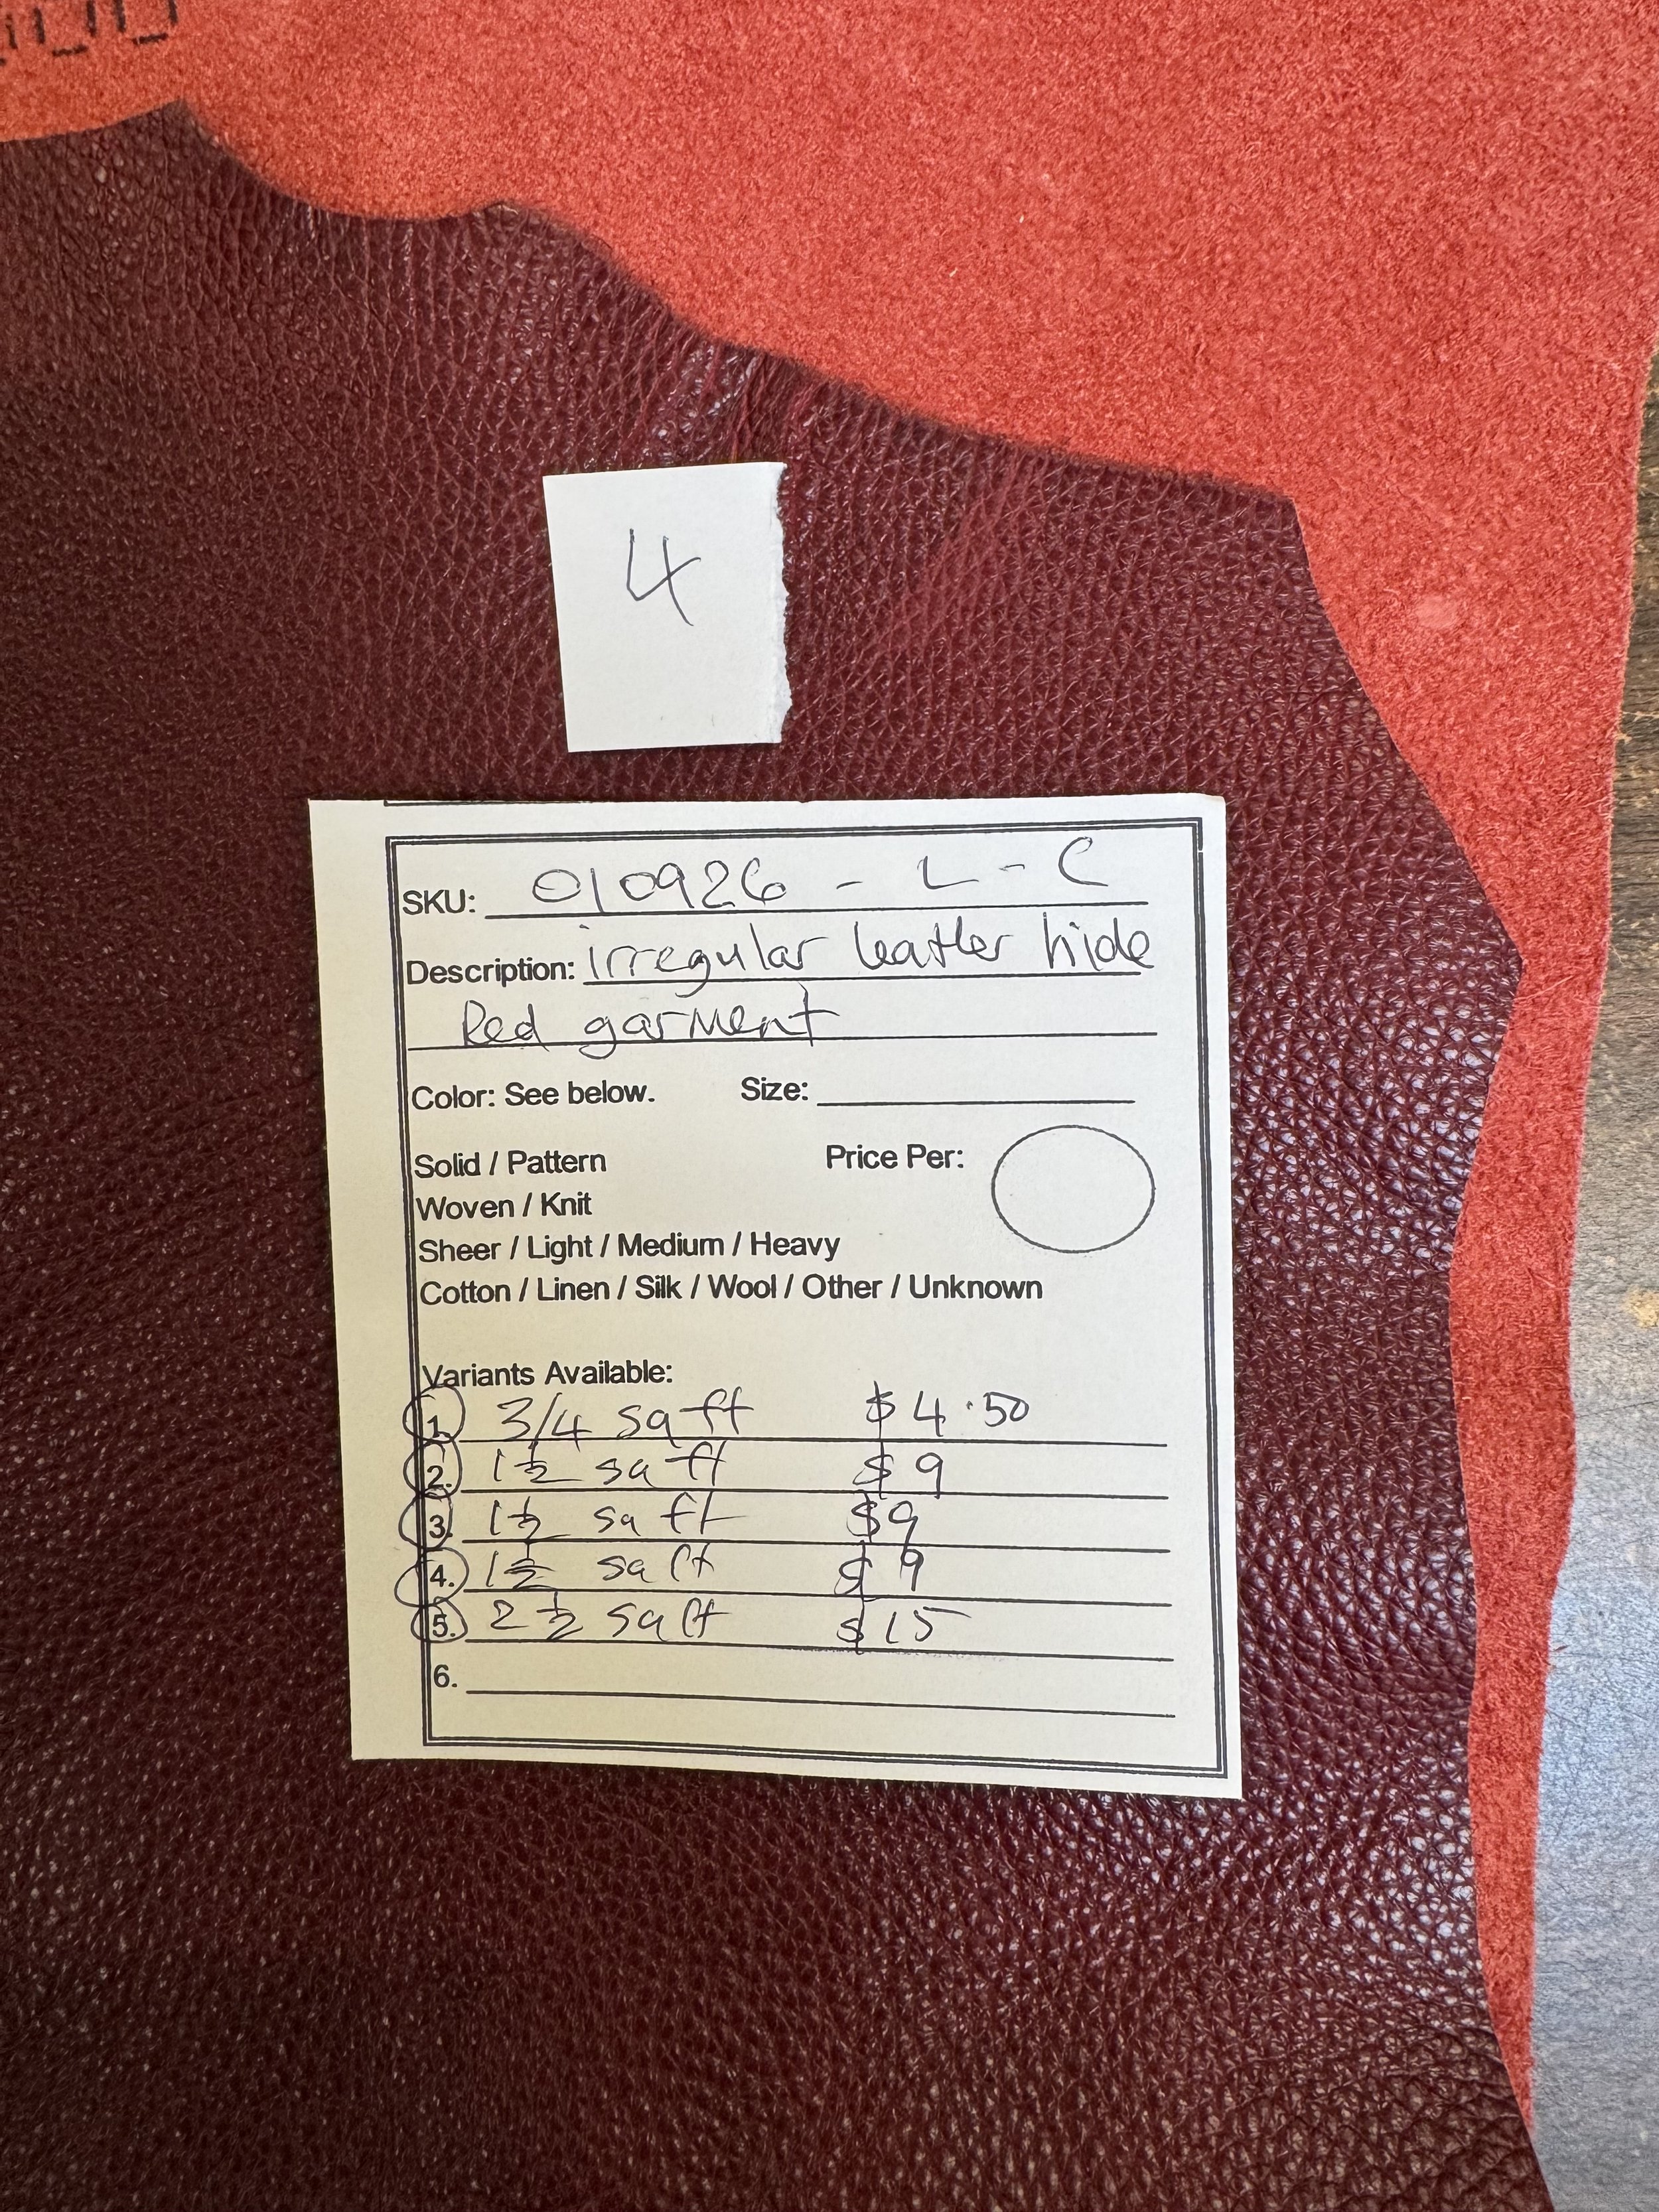 4
SKU: 010926 - L - C
Description: irregular leather hide
Red garment
Color: See below. Size:
Solid / Pattern Price Per:
Woven / Knit
Sheer / Light / Medium / Heavy
Cotton / Linen / Silk / Wool / Other / Unknown
Variants Available:
1. 3/4 sq ft $4.50
2. 1½ sq ft $9
3. 1½ sq ft $9
4. 1½ sq ft $9
5. 2½ sq ft $15
6.